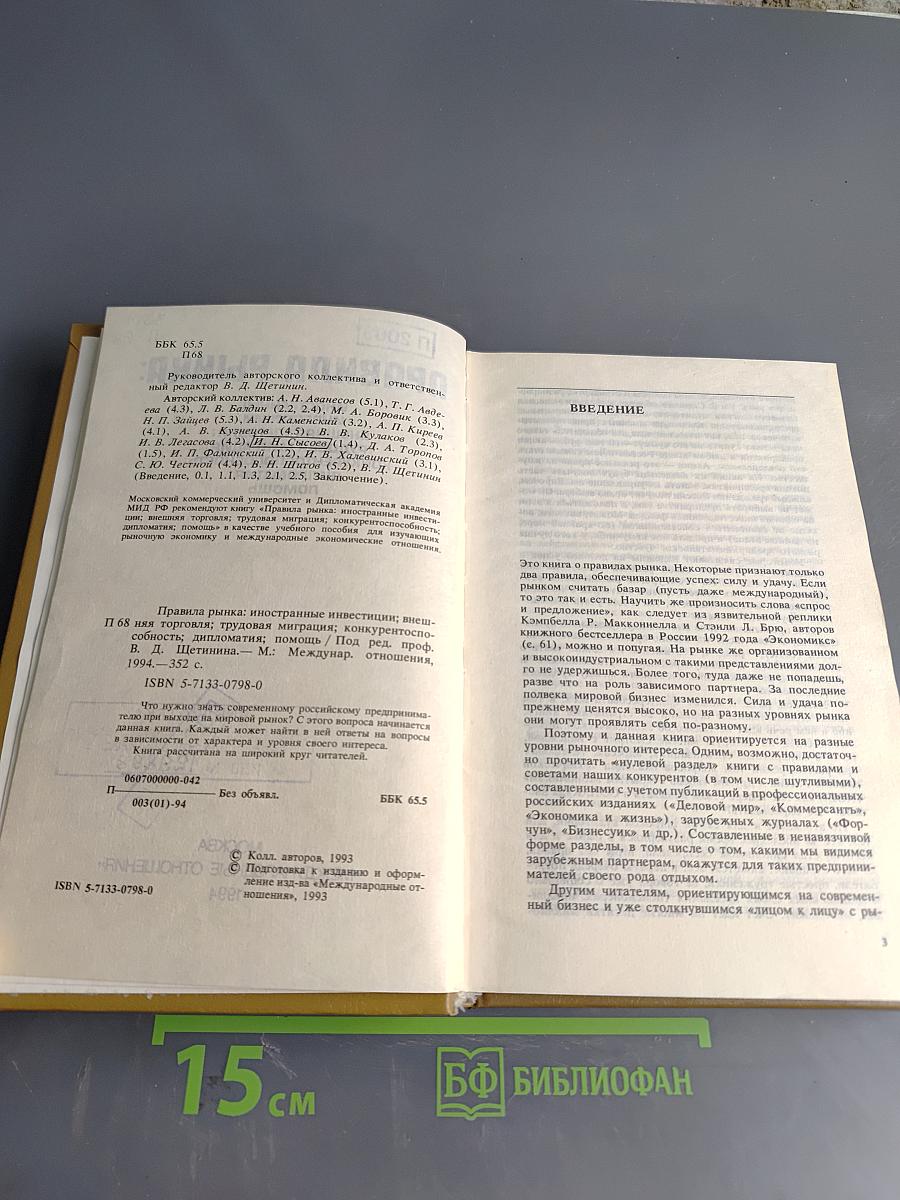 ББК 65.5
П68
Руководитель авторского коллектива и ответствен-
ный редактор В. Д. Щетинин.
Авторский коллектив: А. Н. Аванесов (5.1), Т. Г. Авде-
ева (4.3), Л. В. Балдин (2.2, 2.4), М. А. Боровик (3.3),
Н. П. Зайцев (5.3), А. Н. Каменский (3.2), А. П. Киреев
(4.1), А. В. Кузнецов (4.5), В. В. Кулаков (2.3),
И. В. Легасова (4.2), И. Н. Сысоев (1.4), Д. А. Торопов
(1.5), И. П. Фаминский (1.2), И. В. Халевинский (3.1),
С. Ю. Честной (4.4), В. Н. Шитов (5.2), В. Д. Щетинин
(Введение, 0.1, 1.1, 1.3, 2.1, 2.5, Заключение).
Московский коммерческий университет и Дипломатическая академия
МИД РФ рекомендуют книгу «Правила рынка: иностранные инвести-
ции; внешняя торговля; трудовая миграция; конкурентоспособность;
дипломатия; помощь» в качестве учебного пособия для изучающих
рыночную экономику и международные экономические отношения.
Правила рынка: иностранные инвестиции; внеш-
П 68 няя торговля; трудовая миграция; конкурентоспо-
собность; дипломатия; помощь / Под ред. проф.
В. Д. Щетинина.— М.: Междунар. отношения,
1994.—352 с.
ISBN 5-7133-0798-0
Что нужно знать современному российскому предпринима-
телю при выходе на мировой рынок? С этого вопроса начинается
данная книга. Каждый может найти в ней ответы на вопросы
в зависимости от характера и уровня своего интереса.
Книга рассчитана на широкий круг читателей.
0607000000-042
П—————— Без объявл.
003(01)-94
ББК 65.5
© Колл. авторов, 1993
© Подготовка к изданию и оформ-
ление изд-ва «Международные от-
ношения», 1993
ISBN 5-7133-0798-0
ВВЕДЕНИЕ
Это книга о правилах рынка. Некоторые признают только
два правила, обеспечивающие успех: силу и удачу. Если
рынком считать базар (пусть даже международный),
то это так и есть. Научить же произносить слова «спрос
и предложение», как следует из язвительной реплики
Кэмпбелла Р. Макконнелла и Стэнли Л. Брю, авторов
книжного бестселлера в России 1992 года «Экономикс»
(с. 61), можно и попугая. На рынке же организованном
и высокоиндустриальном с такими представлениями дол-
го не удержишься. Более того, туда даже не попадешь,
разве что на роль зависимого партнера. За последние
полвека мировой бизнес изменился. Сила и удача по-
прежнему ценятся высоко, но на разных уровнях рынка
они могут проявлять себя по-разному.
Поэтому и данная книга ориентируется на разные
уровни рыночного интереса. Одним, возможно, достаточ-
но прочитать «нулевой раздел» книги с правилами и
советами наших конкурентов (в том числе шутливыми),
составленными с учетом публикаций в профессиональных
российских изданиях («Деловой мир», «Коммерсантъ»,
«Экономика и жизнь»), зарубежных журналах («Фор-
чун», «Бизнесуик» и др.). Составленные в ненавязчивой
форме разделы, в том числе о том, какими мы видимся
зарубежным партнерам, окажутся для таких предприни-
мателей своего рода отдыхом.
Другим читателям, ориентирующимся на современ-
ный бизнес и уже столкнувшимся «лицом к лицу» с ры-
3
15 см
БФ БИБЛИОФАН